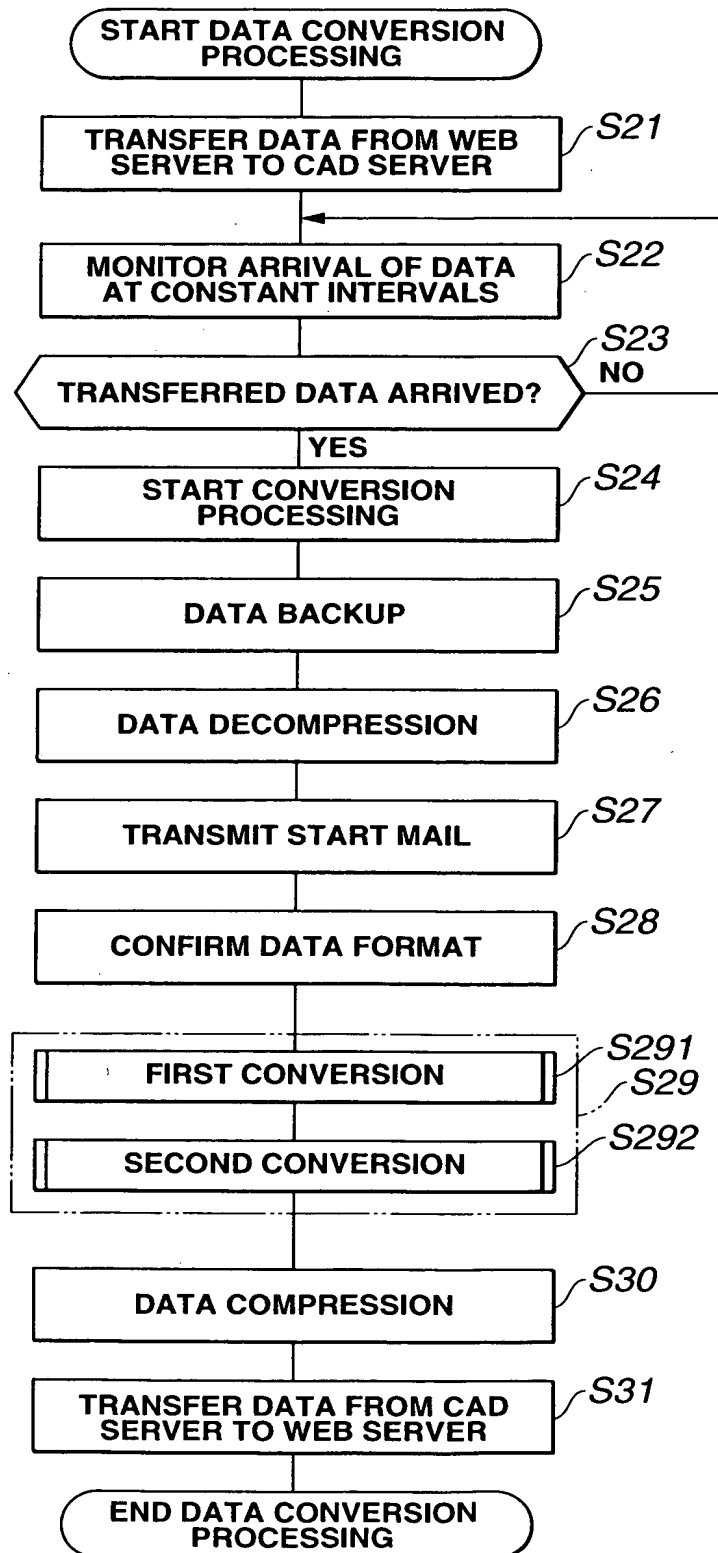 START DATA CONVERSION
PROCESSING
S21
TRANSFER DATA FROM WEB
SERVER TO CAD SERVER
S22
MONITOR ARRIVAL OF DATA
AT CONSTANT INTERVALS
S23
TRANSFERRED DATA ARRIVED?
NO
YES
S24
START CONVERSION
PROCESSING
S25
DATA BACKUP
S26
DATA DECOMPRESSION
S27
TRANSMIT START MAIL
S28
CONFIRM DATA FORMAT
S291
FIRST CONVERSION
S29
S292
SECOND CONVERSION
S30
DATA COMPRESSION
S31
TRANSFER DATA FROM CAD
SERVER TO WEB SERVER
END DATA CONVERSION
PROCESSING